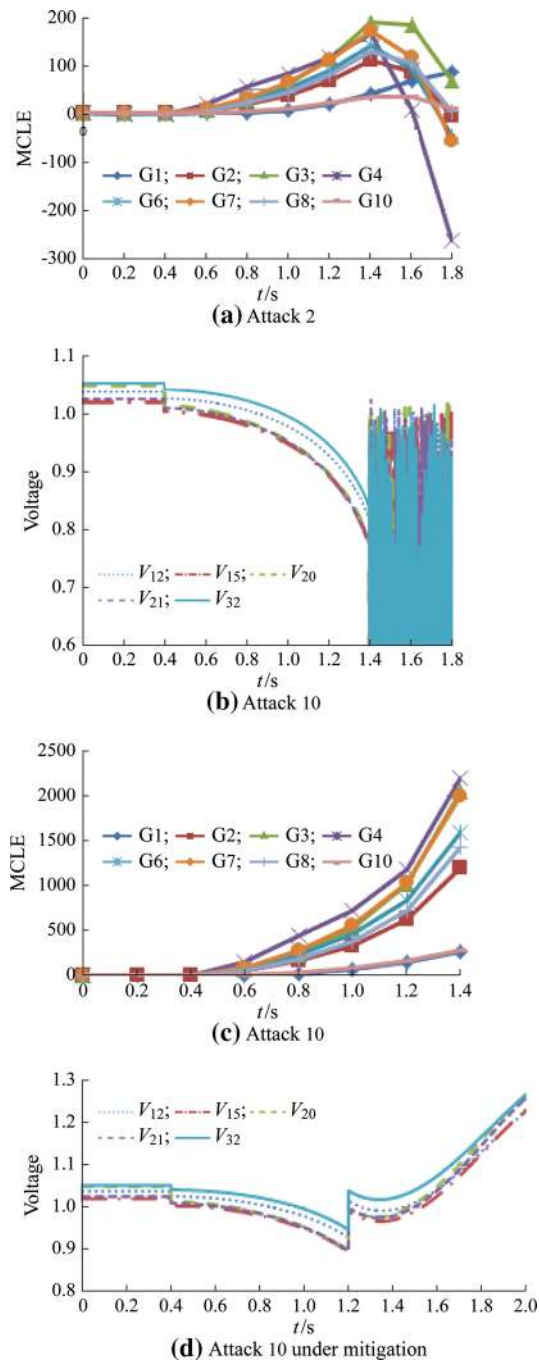 200
100
0
-100
-200
-300
MCLE
0
G1; G2; G3; G4
G6; G7; G8; G10
0 0.2 0.4 0.6 0.8 1.0 1.2 1.4 1.6 1.8
t/s
(a) Attack 2
1.1
1.0
0.9
0.8
0.7
0.6
Voltage
V12; V15; V20
V21; V32
0 0.2 0.4 0.6 0.8 1.0 1.2 1.4 1.6 1.8
t/s
(b) Attack 10
2500
2000
1500
1000
500
0
MCLE
G1; G2; G3; G4
G6; G7; G8; G10
0 0.2 0.4 0.6 0.8 1.0 1.2 1.4
t/s
(c) Attack 10
1.3
1.2
1.1
1.0
0.9
0.8
Voltage
V12; V15; V20
V21; V32
0 0.2 0.4 0.6 0.8 1.0 1.2 1.4 1.6 1.8 2.0
t/s
(d) Attack 10 under mitigation